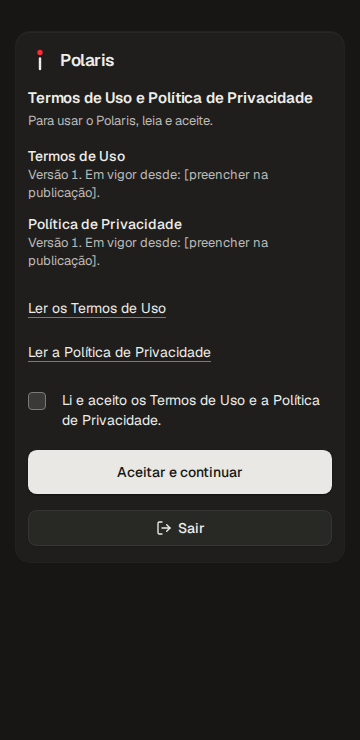 Polaris
Termos de Uso e Política de Privacidade
Para usar o Polaris, leia e aceite.
Termos de Uso
Versão 1. Em vigor desde: [preencher na
publicação].
Política de Privacidade
Versão 1. Em vigor desde: [preencher na
publicação].
Ler os Termos de Uso
Ler a Política de Privacidade
Li e aceito os Termos de Uso e a Política
de Privacidade.
Aceitar e continuar
Sair